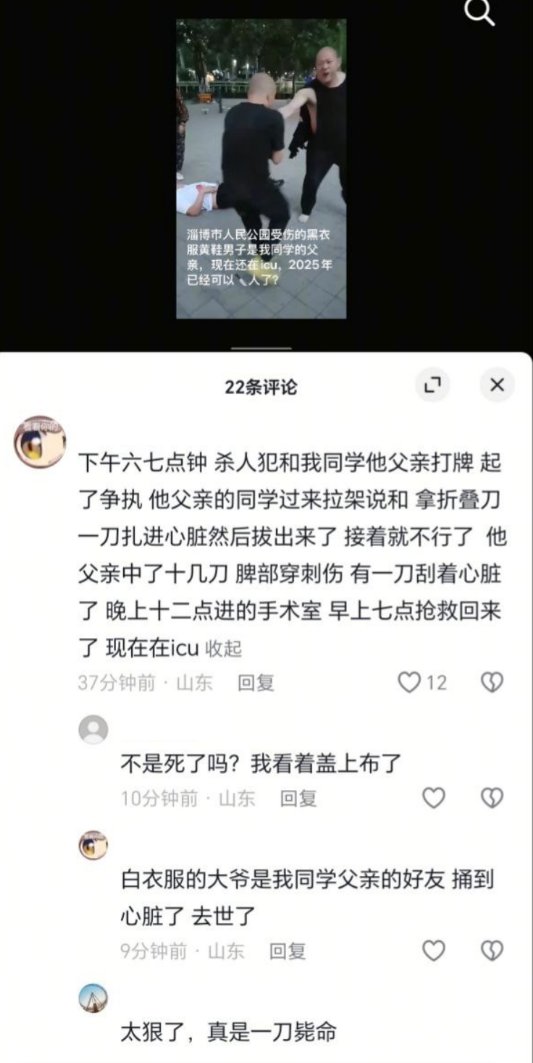 淄博市人民公园受伤的黑衣
服黄鞋男子是我同学的父
亲，现在还在icu，2025年
已经可以🔪人了？
22条评论
下午六七点钟 杀人犯和我同学他父亲打牌 起
了争执 他父亲的同学过来拉架说和 拿折叠刀
一刀扎进心脏然后拔出来了 接着就不行了 他
父亲中了十几刀 脾部穿刺伤 有一刀刮着心脏
了 晚上十二点进的手术室 早上七点抢救回来
了 现在在icu 收起
37分钟前 · 山东 回复 12
不是死了吗？我看着盖上布了
10分钟前 · 山东 回复
白衣服的大爷是我同学父亲的好友 捅到
心脏了 去世了
9分钟前 · 山东 回复
太狠了，真是一刀毙命